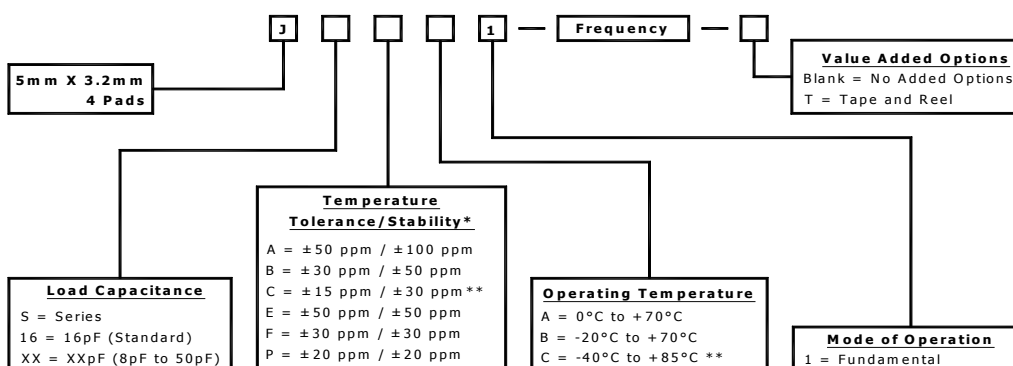 J 1 — Frequency —
5mm X 3.2mm
4 Pads
Value Added Options
Blank = No Added Options
T = Tape and Reel
Load Capacitance
S = Series
16 = 16pF (Standard)
XX = XXpF (8pF to 50pF)
Temperature
Tolerance/Stability*
A = ±50 ppm / ±100 ppm
B = ±30 ppm / ±50 ppm
C = ±15 ppm / ±30 ppm**
E = ±50 ppm / ±50 ppm
F = ±30 ppm / ±30 ppm
P = ±20 ppm / ±20 ppm
Operating Temperature
A = 0°C to +70°C
B = -20°C to +70°C
C = -40°C to +85°C **
Mode of Operation
1 = Fundamental